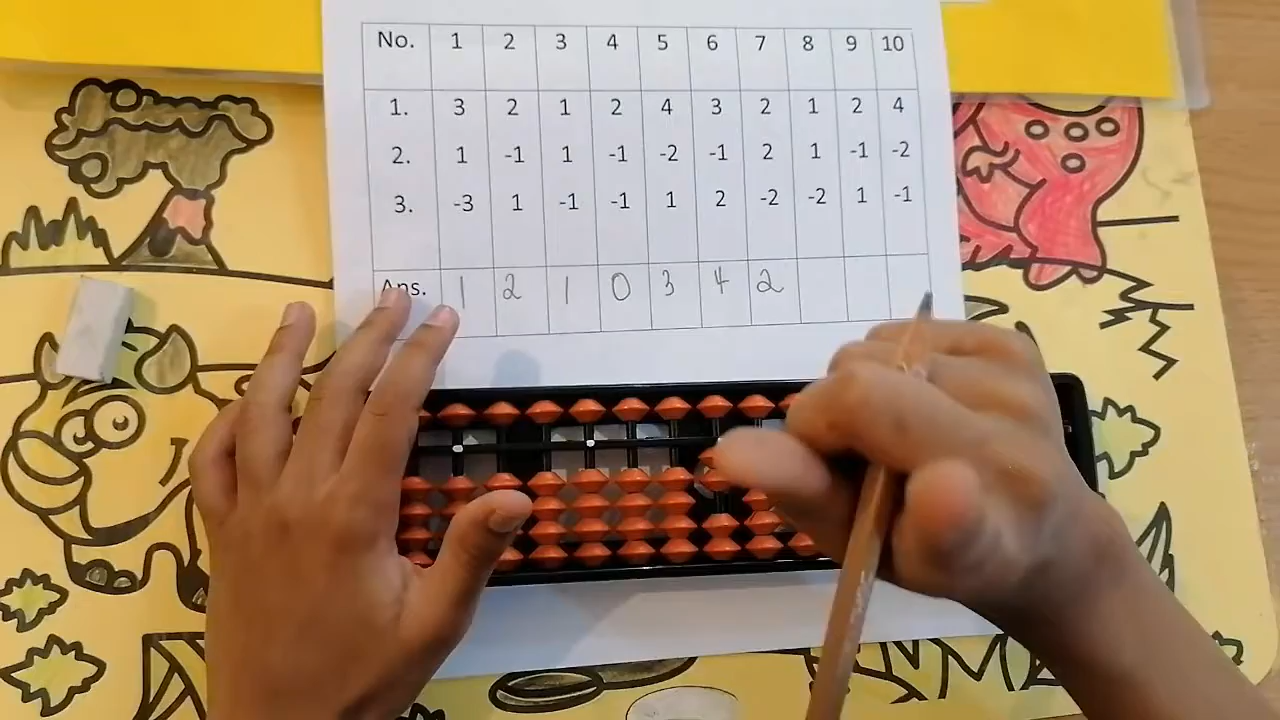 No. 1 2 3 4 5 6 7 8 9 10
1. 3 2 1 2 4 3 2 1 2 4
2. 1 -1 1 -1 -2 -1 2 1 -1 -2
3. -3 1 -1 -1 1 2 -2 -2 1 -1
Ans. 1 2 1 0 3 4 2